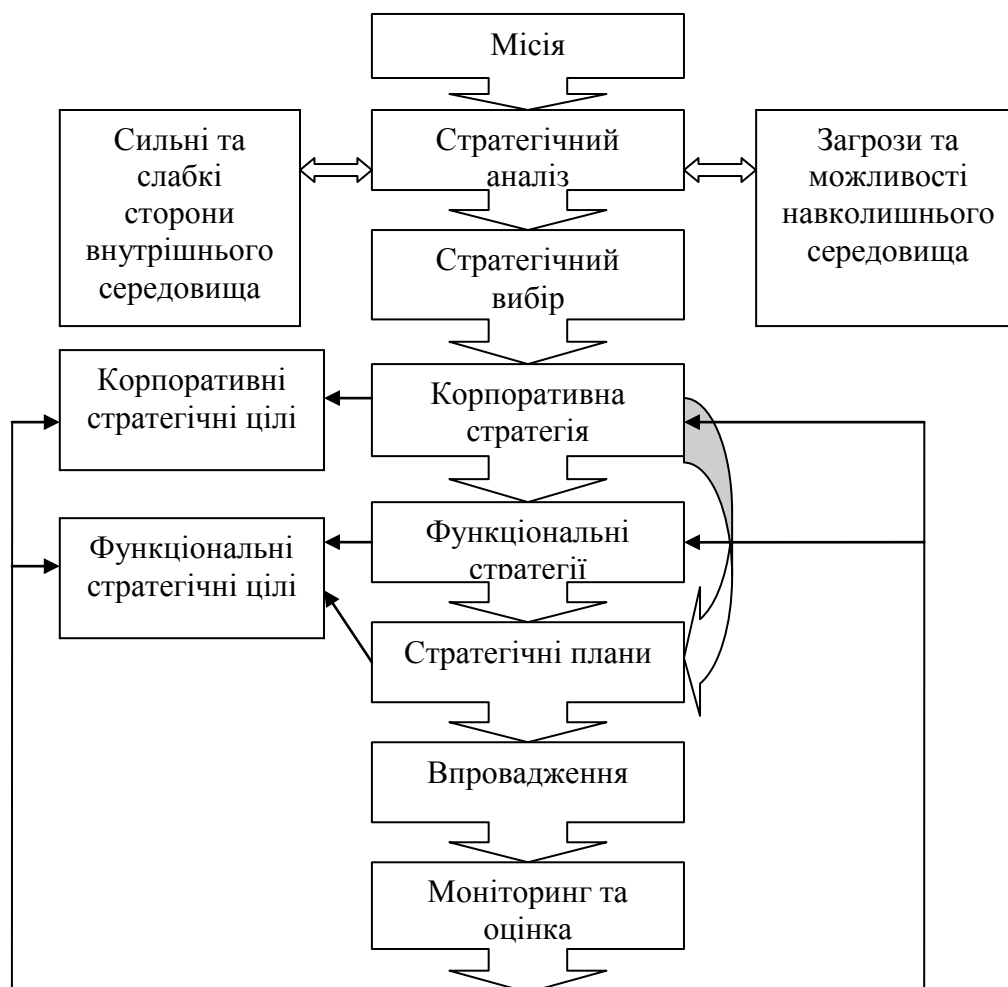 Місія
Сильні та
слабкі
сторони
внутрішнього
середовища
Стратегічний
аналіз
Загрози та
можливості
навколишнього
середовища
Стратегічний
вибір
Корпоративні
стратегічні цілі
Корпоративна
стратегія
Функціональні
стратегічні цілі
Функціональні
стратегії
Стратегічні плани
Впровадження
Моніторинг та
оцінка